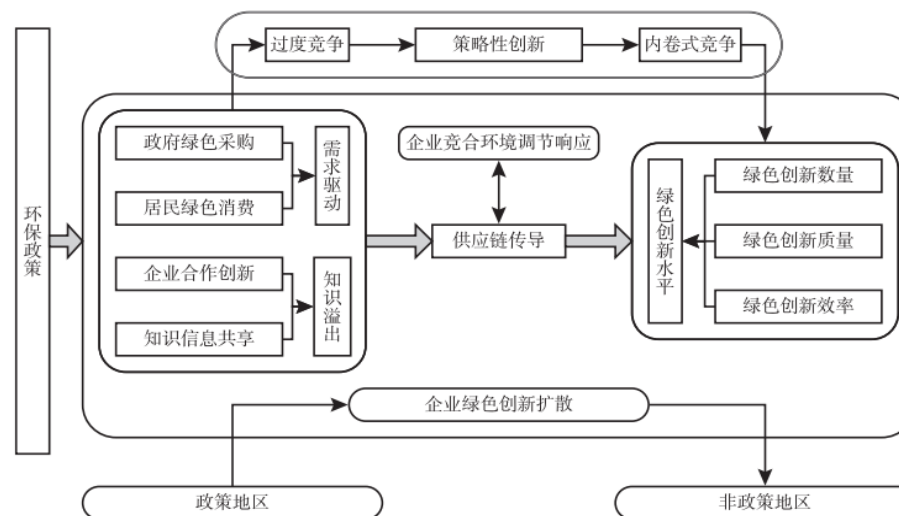 过度竞争
策略性创新
内卷式竞争
环保政策
政府绿色采购
居民绿色消费
需求驱动
企业合作创新
知识信息共享
知识溢出
企业竞合环境调节响应
供应链传导
绿色创新水平
绿色创新数量
绿色创新质量
绿色创新效率
企业绿色创新扩散
政策地区
非政策地区